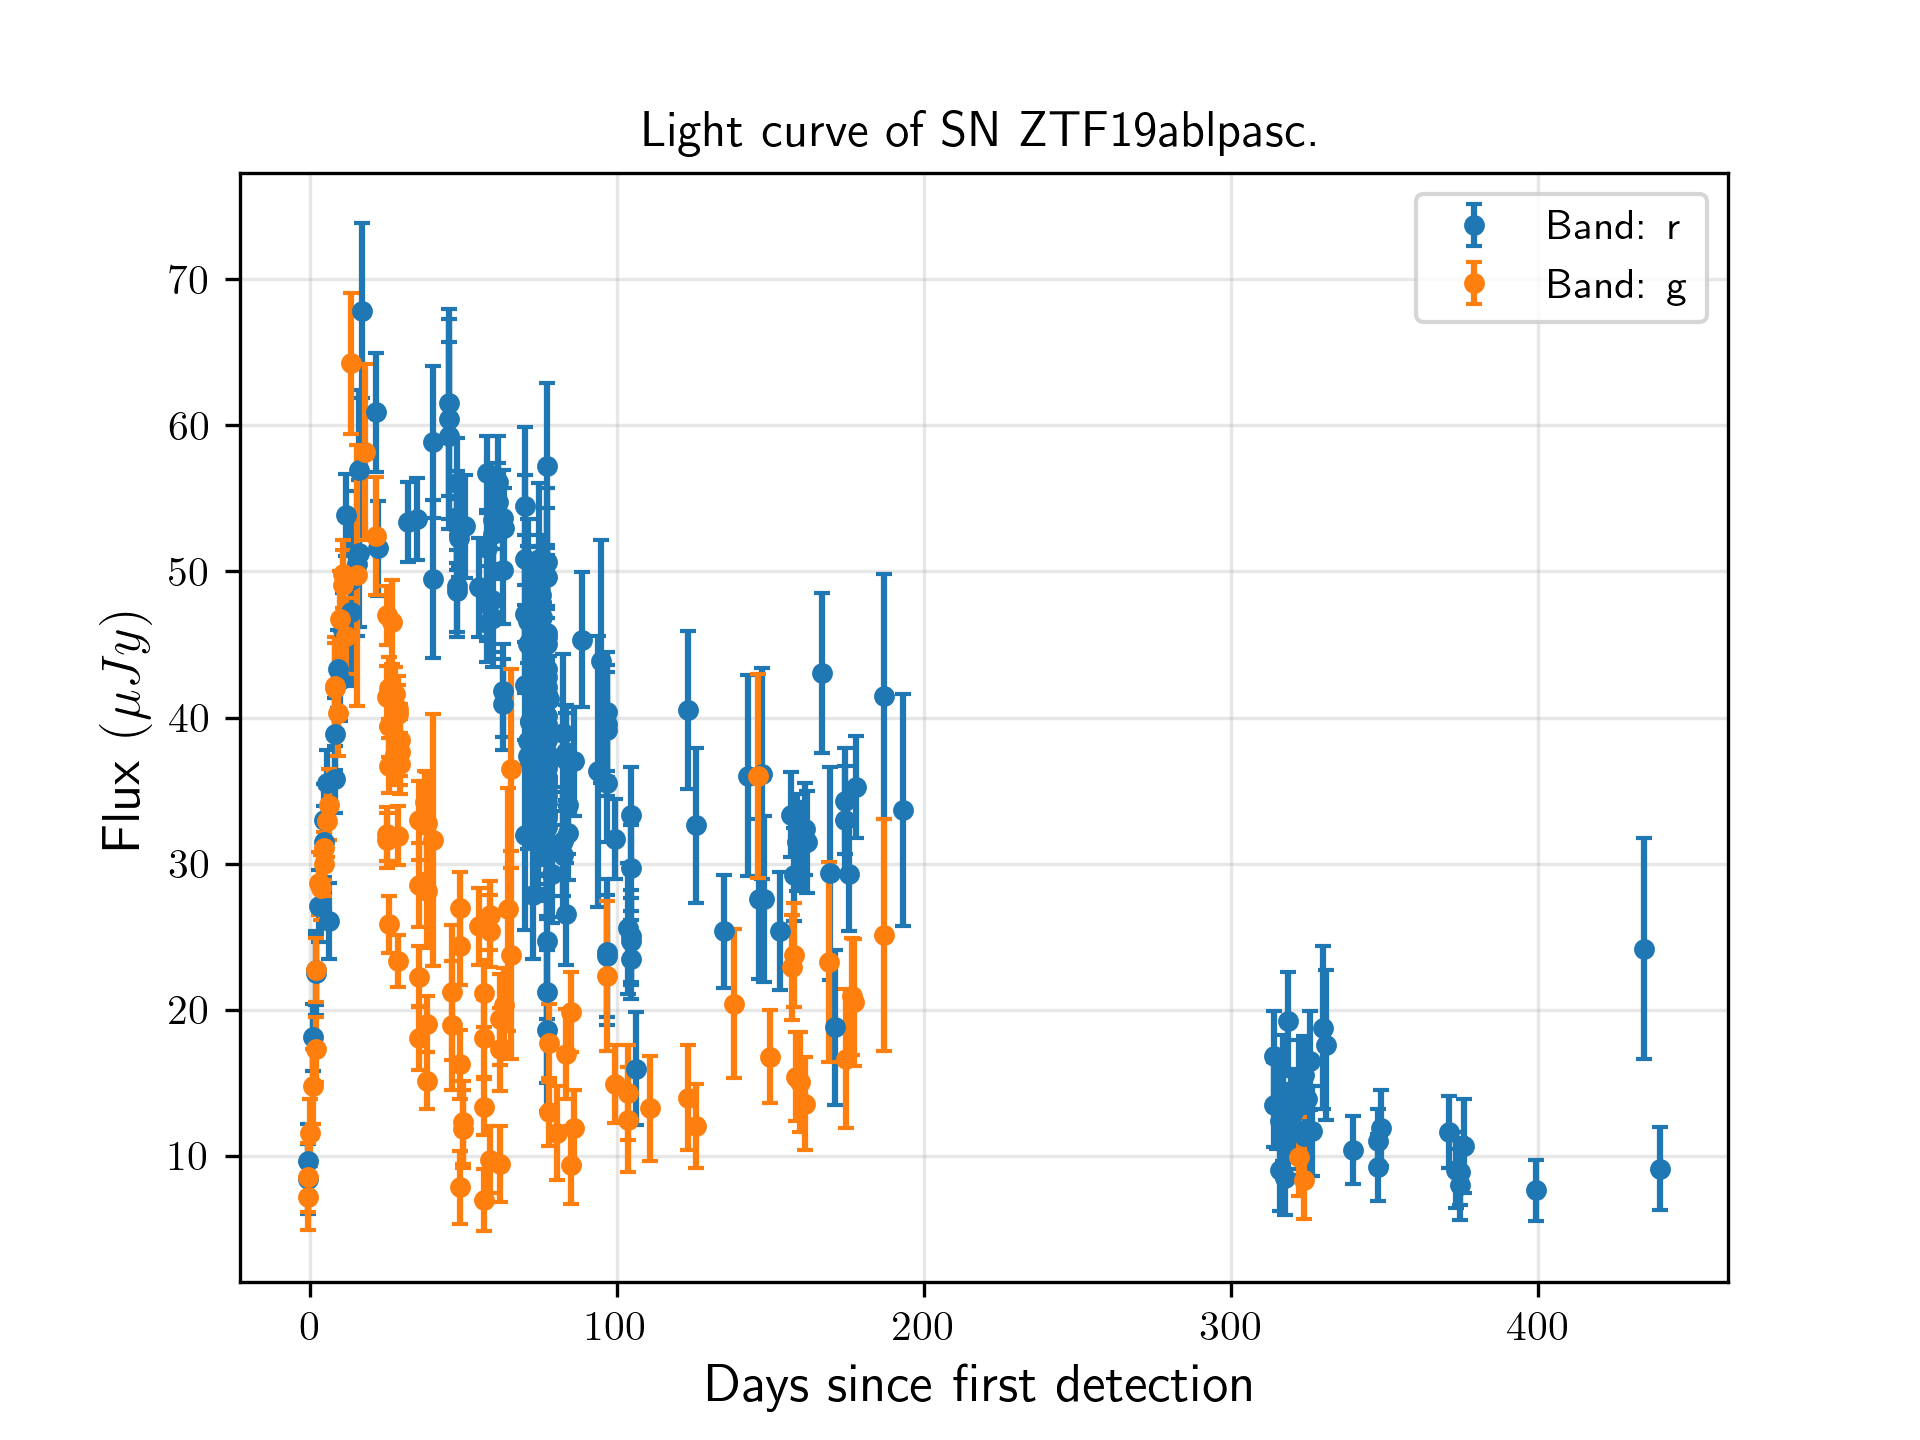 Light curve of SN ZTF19ablpasc.
Band: r
Band: g
70
60
50
40
30
20
10
Flux (μJy)
0 100 200 300 400
Days since first detection